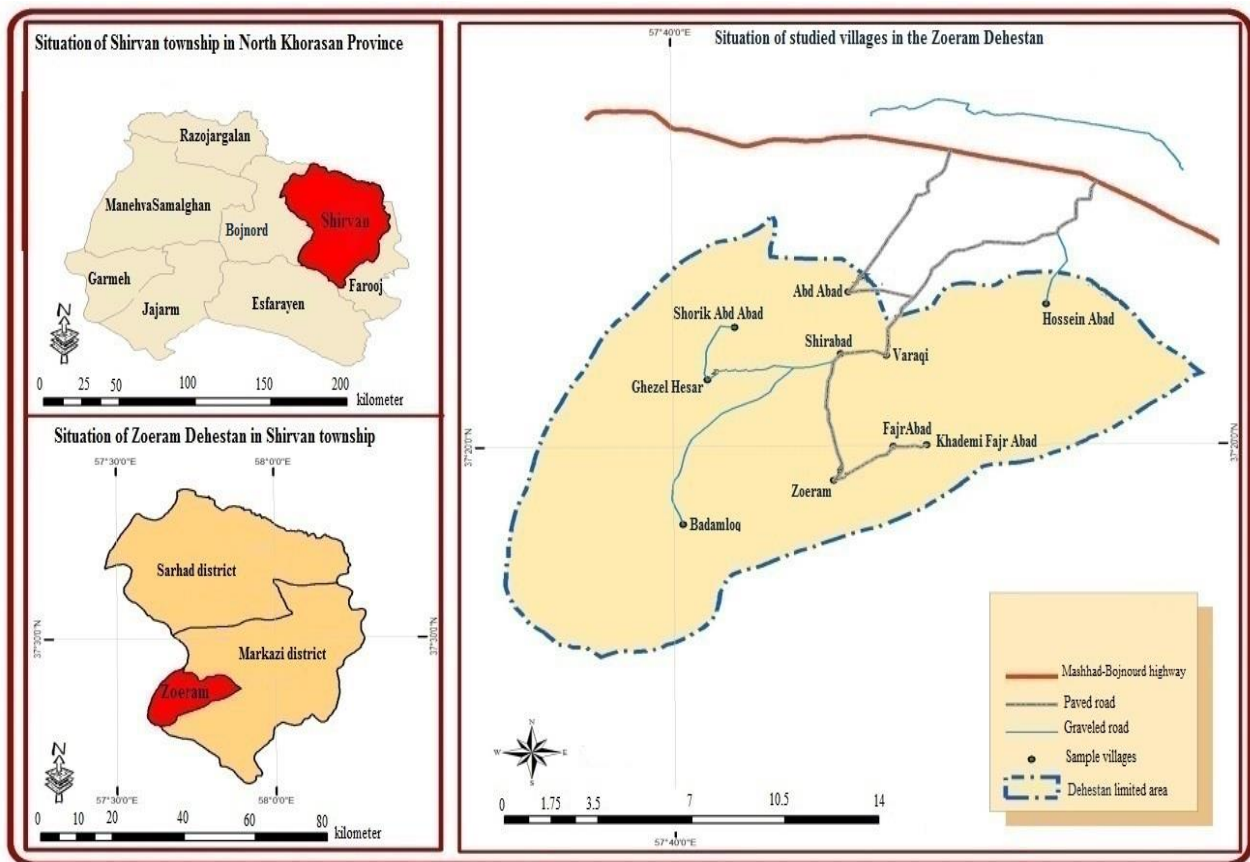 Situation of Shirvan township in North Khorasan Province
Razojargalan
ManehvaSamalghan
Shirvan
Bojnord
Garmeh
Farooj
Jajarm
Esfarayen
N
0 25 50 100 150 200
kilometer
Situation of Zoeram Dehestan in Shirvan township
57°30'0"E 58°0'0"E
Sarhad district
37°30'0"N 37°30'0"N
Markazi district
Zoeram
N
57°30'0"E 58°0'0"E
0 10 20 40 60 80
kilometer
57°40'0"E
Situation of studied villages in the Zoeram Dehestan
Abd Abad
Hossein Abad
Shorik Abd Abad
Shirabad
Varaqi
Ghezel Hesar
FajrAbad
Khademi Fajr Abad
37°20'0"N 37°20'0"N
Zoeram
Badamloq
Mashhad-Bojnourd highway
Paved road
Graveled road
Sample villages
Dehestan limited area
N
W E
S
0 1.75 3.5 7 10.5 14
57°40'0"E